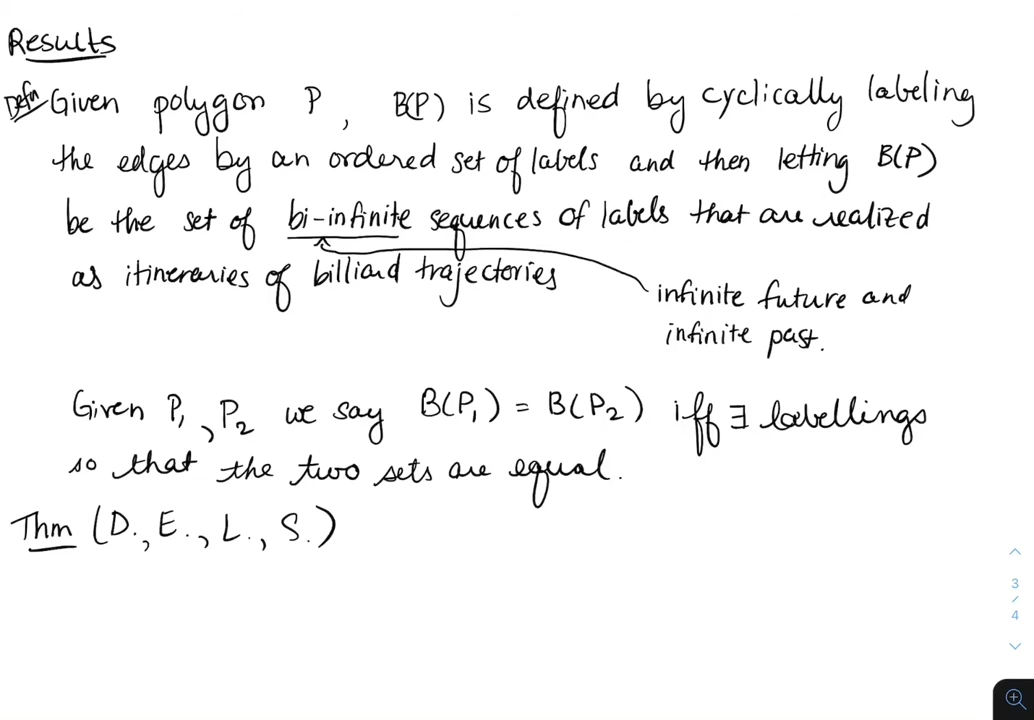 Results
Defn Given polygon P, B(P) is defined by cyclically labeling
the edges by an ordered set of labels and then letting B(P)
be the set of bi-infinite sequences of labels that are realized
as itineraries of billiard trajectories
infinite future and
infinite past.
Given P₁, P₂ we say B(P₁) = B(P₂) iff ∃ labellings
so that the two sets are equal.
Thm (D., E., L., S.)
3
/
4